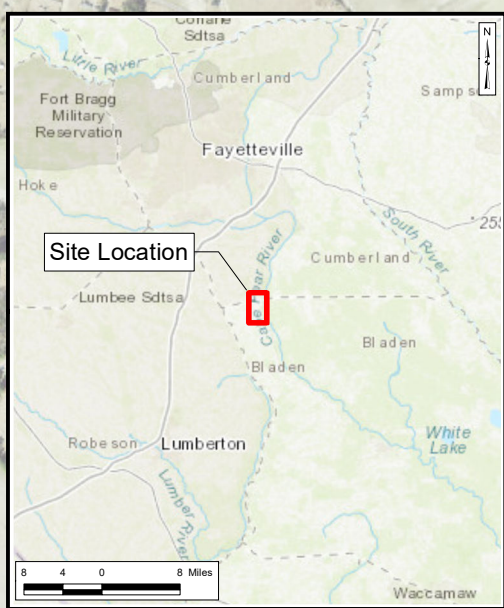 Sdtsa
N
Little River
Cumberland
Fort Bragg
Military
Reservation
Fayetteville
Hoke
South River
Site Location
Cape Fear River
Cumberland
Lumbee Sdtsa
Bladen
Bladen
White
Lake
Robeson
Lumberton
Lumber
River
8 4 0 8 Miles
Waccamaw